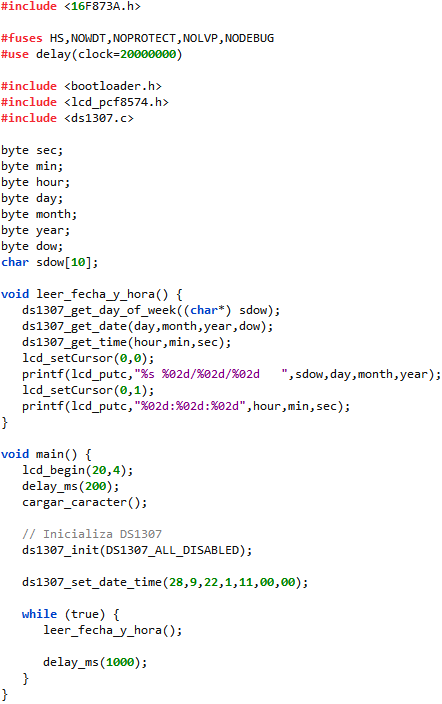 #include <16F873A.h>

#fuses HS,NOWDT,NOPROTECT,NOLVP,NODEBUG
#use delay(clock=20000000)

#include <bootloader.h>
#include <lcd_pcf8574.h>
#include <ds1307.c>

byte sec;
byte min;
byte hour;
byte day;
byte month;
byte year;
byte dow;
char sdow[10];

void leer_fecha_y_hora() {
   ds1307_get_day_of_week((char*) sdow);
   ds1307_get_date(day,month,year,dow);
   ds1307_get_time(hour,min,sec);
   lcd_setCursor(0,0);
   printf(lcd_putc,"%s %02d/%02d/%02d   ",sdow,day,month,year);
   lcd_setCursor(0,1);
   printf(lcd_putc,"%02d:%02d:%02d",hour,min,sec);
}

void main() {
   lcd_begin(20,4);
   delay_ms(200);
   cargar_caracter();

   // Inicializa DS1307
   ds1307_init(DS1307_ALL_DISABLED);

   ds1307_set_date_time(28,9,22,1,11,00,00);

   while (true) {
      leer_fecha_y_hora();

      delay_ms(1000);
   }
}